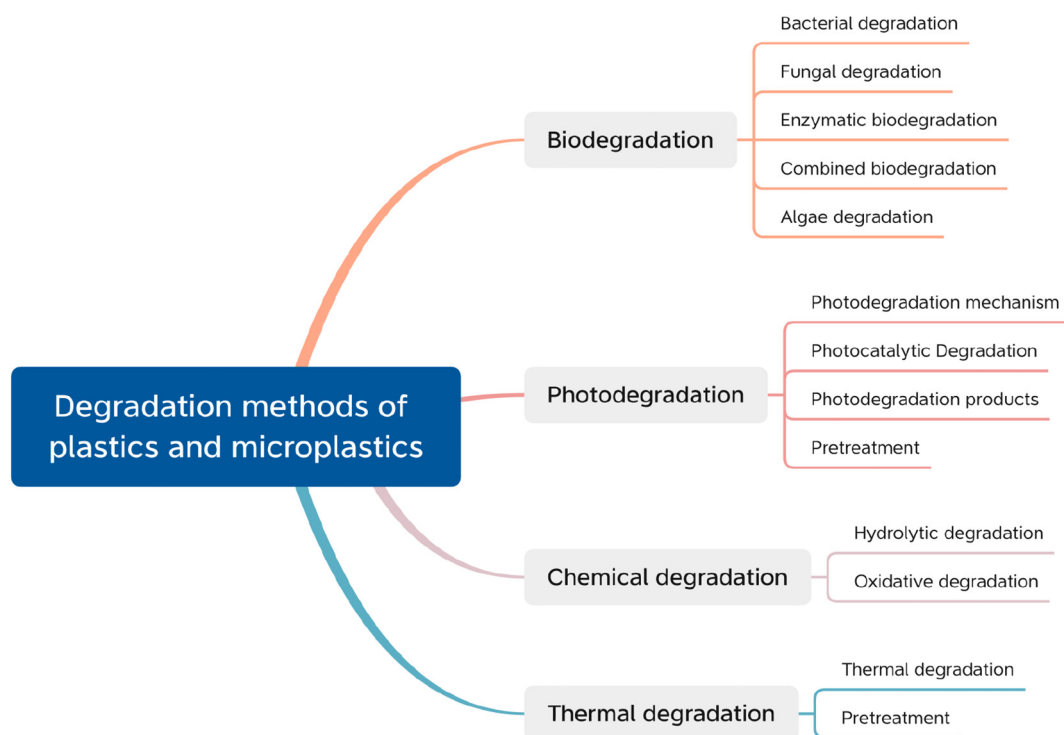 Degradation methods of
plastics and microplastics
Biodegradation
Bacterial degradation
Fungal degradation
Enzymatic biodegradation
Combined biodegradation
Algae degradation
Photodegradation
Photodegradation mechanism
Photocatalytic Degradation
Photodegradation products
Pretreatment
Chemical degradation
Hydrolytic degradation
Oxidative degradation
Thermal degradation
Thermal degradation
Pretreatment